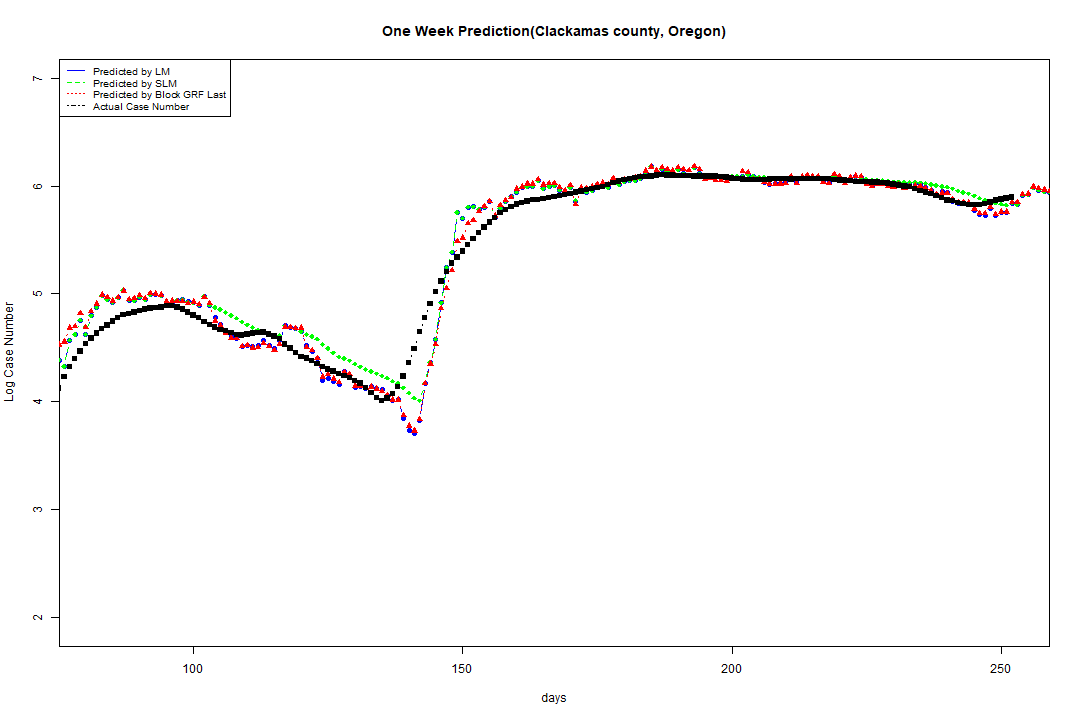 One Week Prediction(Clackamas county, Oregon)
Predicted by LM
Predicted by SLM
Predicted by Block GRF Last
Actual Case Number
7
6
5
4
3
2
Log Case Number
100 150 200 250
days